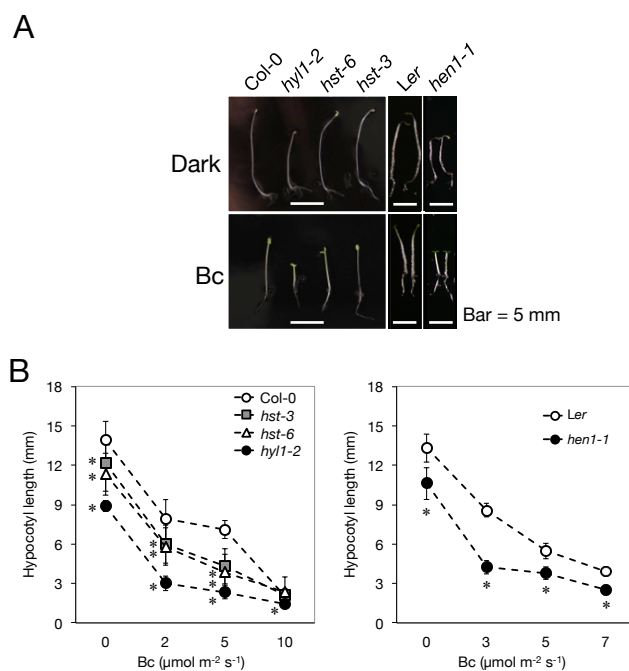 A
Col-0 hyl1-2 hst-6 hst-3 Ler hen1-1
Dark
Bc
Bar = 5 mm
B
Hypocotyl length (mm)
18
15
12
9
6
3
0
Col-0
hst-3
hst-6
hyl1-2
* * *
* * *
* * *
*
0 2 5 10
Bc (µmol m⁻² s⁻¹)
Hypocotyl length (mm)
18
15
12
9
6
3
0
Ler
hen1-1
* * * *
0 3 5 7
Bc (µmol m⁻² s⁻¹)